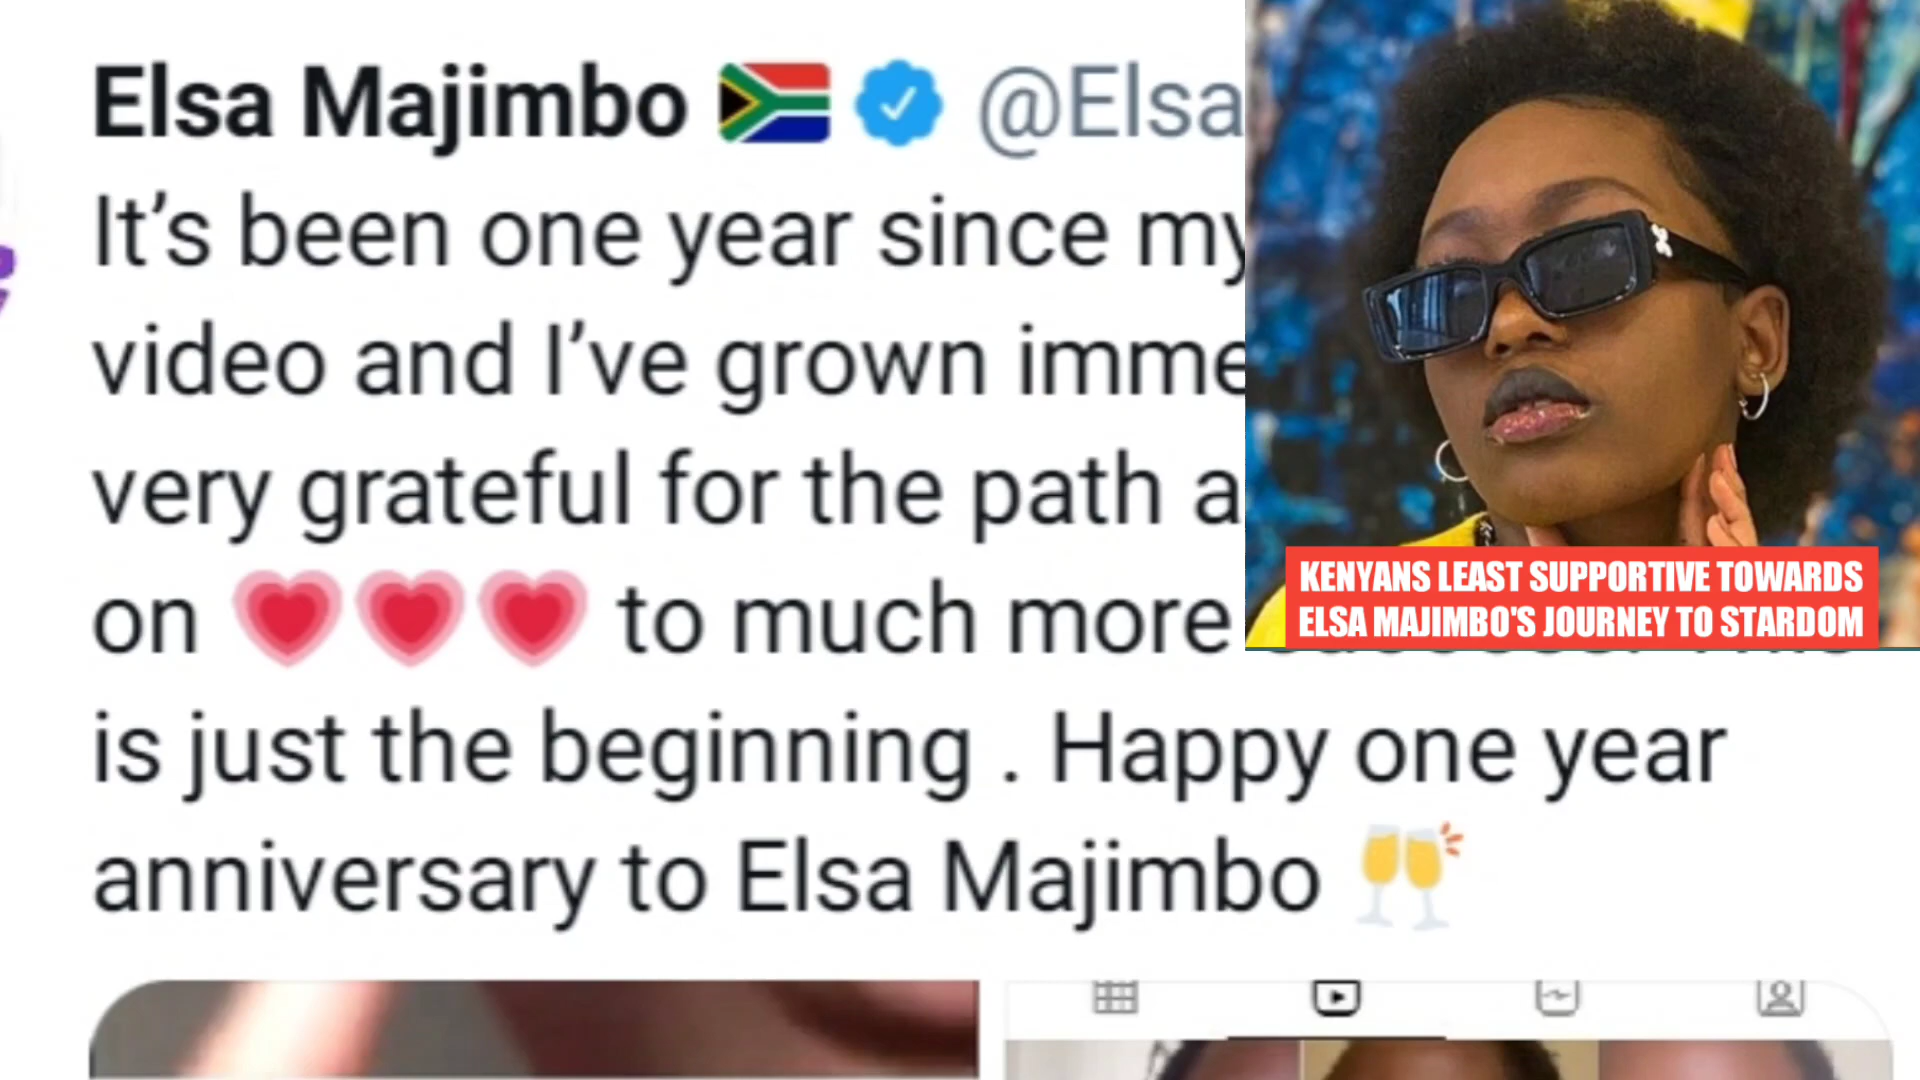 Elsa Majimbo @Elsa
It’s been one year since my
video and I’ve grown imme
very grateful for the path a
on to much more
is just the beginning . Happy one year
anniversary to Elsa Majimbo
KENYANS LEAST SUPPORTIVE TOWARDS
ELSA MAJIMBO'S JOURNEY TO STARDOM